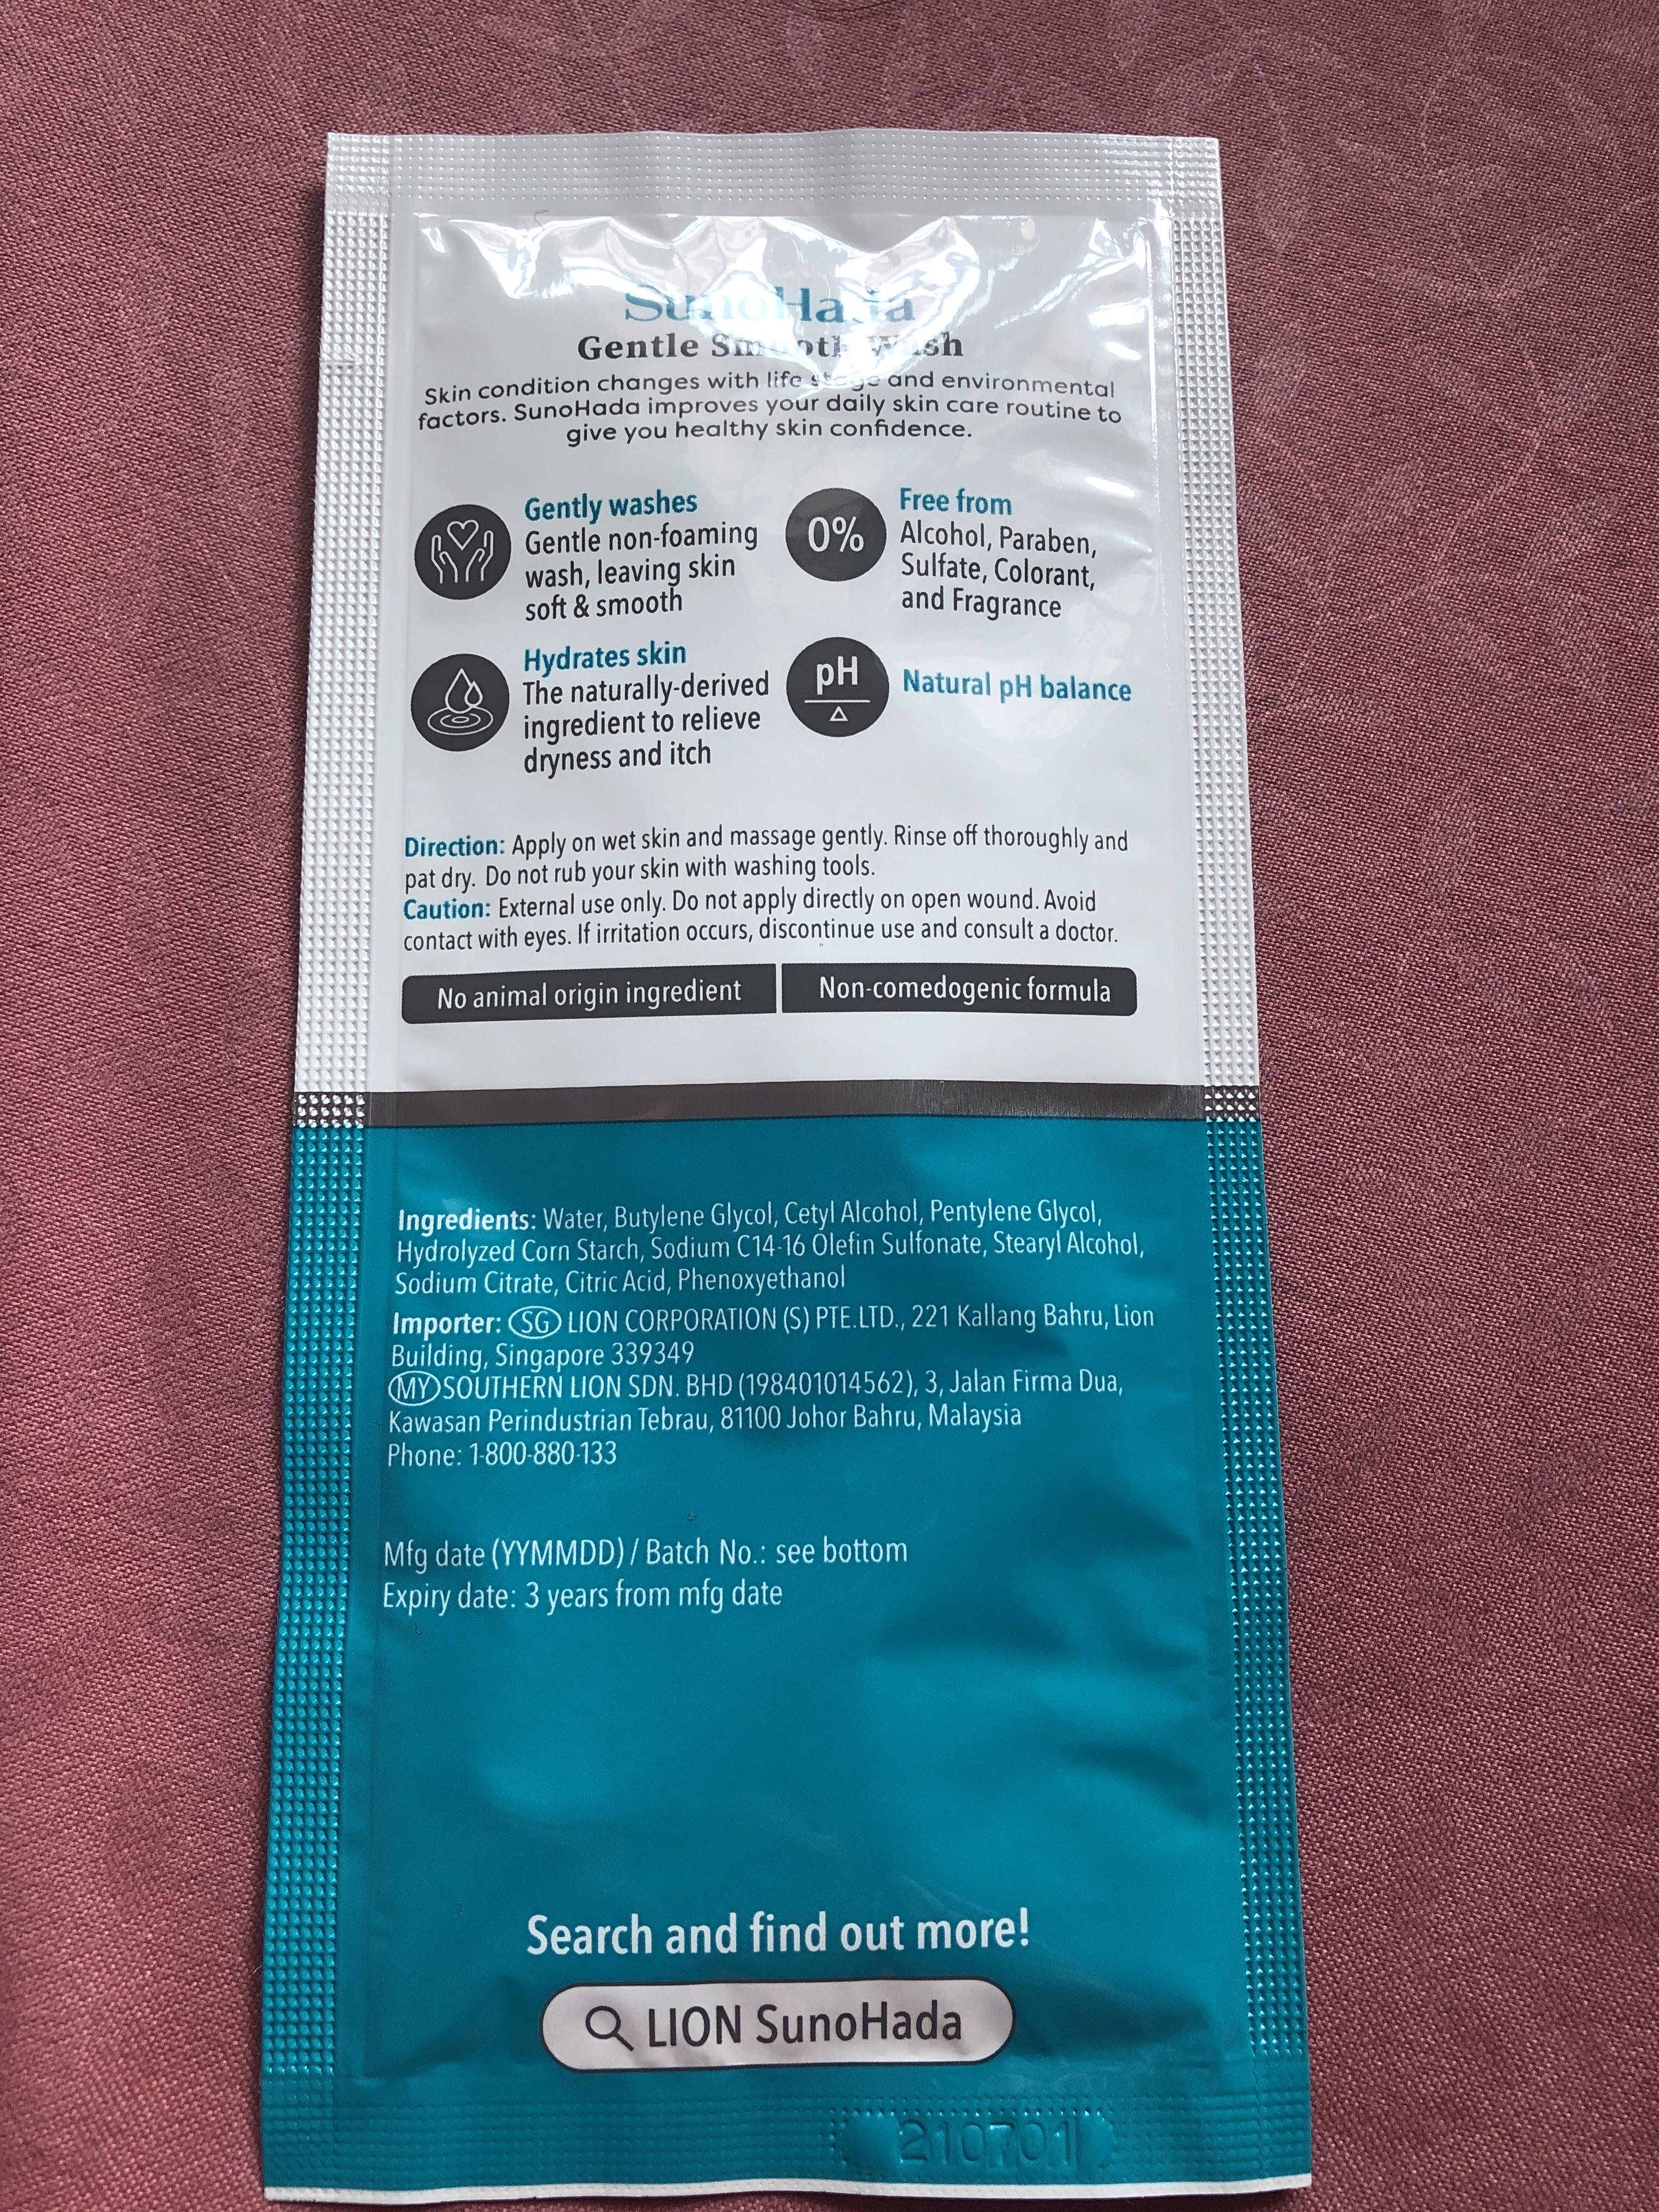 SunoHada
Gentle Smooth Wash
Skin condition changes with life stage and environmental
factors. SunoHada improves your daily skin care routine to
give you healthy skin confidence.
Gently washes
Gentle non-foaming
wash, leaving skin
soft & smooth
0%
Free from
Alcohol, Paraben,
Sulfate, Colorant,
and Fragrance
Hydrates skin
The naturally-derived
ingredient to relieve
dryness and itch
pH
Natural pH balance
Direction: Apply on wet skin and massage gently. Rinse off thoroughly and
pat dry. Do not rub your skin with washing tools.
Caution: External use only. Do not apply directly on open wound. Avoid
contact with eyes. If irritation occurs, discontinue use and consult a doctor.
No animal origin ingredient
Non-comedogenic formula
Ingredients: Water, Butylene Glycol, Cetyl Alcohol, Pentylene Glycol,
Hydrolyzed Corn Starch, Sodium C14-16 Olefin Sulfonate, Stearyl Alcohol,
Sodium Citrate, Citric Acid, Phenoxyethanol
Importer: SG LION CORPORATION (S) PTE.LTD., 221 Kallang Bahru, Lion
Building, Singapore 339349
MY SOUTHERN LION SDN. BHD (198401014562), 3, Jalan Firma Dua,
Kawasan Perindustrian Tebrau, 81100 Johor Bahru, Malaysia
Phone: 1-800-880-133
Mfg date (YYMMDD) / Batch No.: see bottom
Expiry date: 3 years from mfg date
Search and find out more!
LION SunoHada
210701